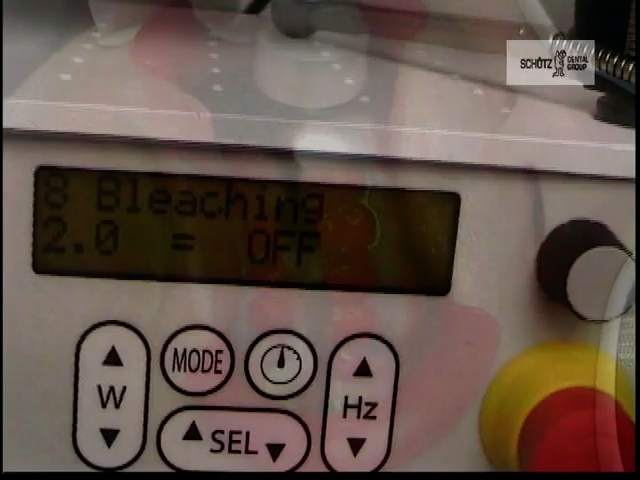 SCHÜTZ DENTAL GROUP
8 Bleaching
2.0 = OFF
W
MODE
SEL
Hz